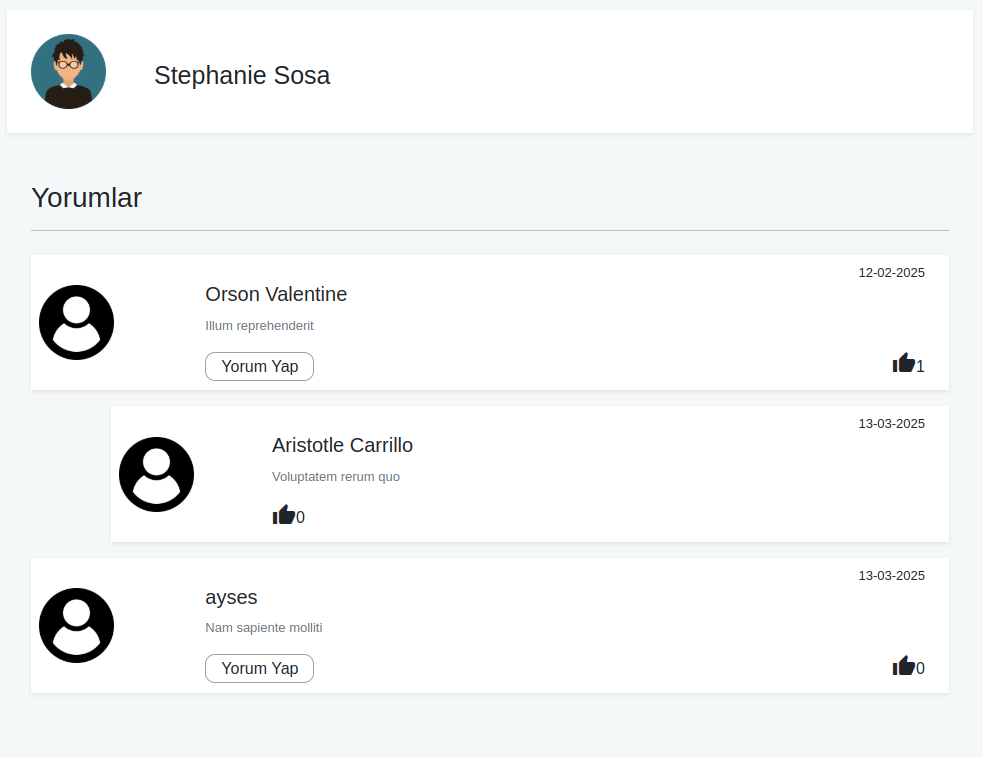 Stephanie Sosa
Yorumlar
12-02-2025
Orson Valentine
Illum reprehenderit
Yorum Yap
1
13-03-2025
Aristotle Carrillo
Voluptatem rerum quo
0
13-03-2025
ayses
Nam sapiente molliti
Yorum Yap
0